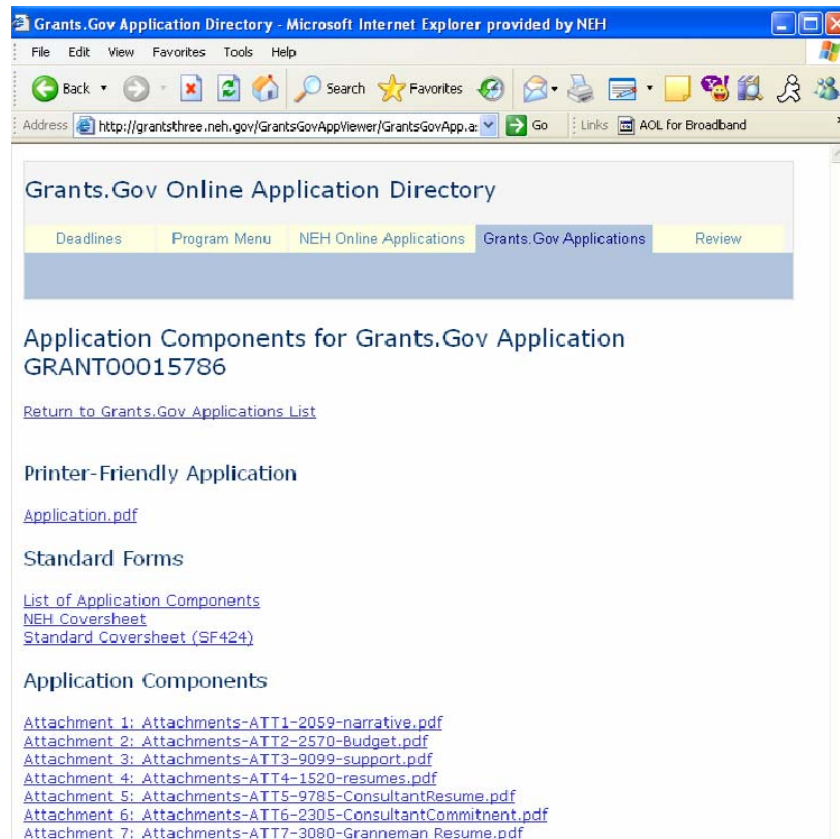 Grants.Gov Application Directory - Microsoft Internet Explorer provided by NEH
File Edit View Favorites Tools Help
Back Search Favorites
Address http://grantsthree.neh.gov/GrantsGovAppViewer/GrantsGovApp.a: Go Links AOL for Broadband
Grants.Gov Online Application Directory
Deadlines Program Menu NEH Online Applications Grants.Gov Applications Review
Application Components for Grants.Gov Application
GRANT00015786
Return to Grants.Gov Applications List
Printer-Friendly Application
Application.pdf
Standard Forms
List of Application Components
NEH Coversheet
Standard Coversheet (SF424)
Application Components
Attachment 1: Attachments-ATT1-2059-narrative.pdf
Attachment 2: Attachments-ATT2-2570-Budget.pdf
Attachment 3: Attachments-ATT3-9099-support.pdf
Attachment 4: Attachments-ATT4-1520-resumes.pdf
Attachment 5: Attachments-ATT5-9785-ConsultantResume.pdf
Attachment 6: Attachments-ATT6-2305-ConsultantCommitnent.pdf
Attachment 7: Attachments-ATT7-3080-Granneman Resume.pdf